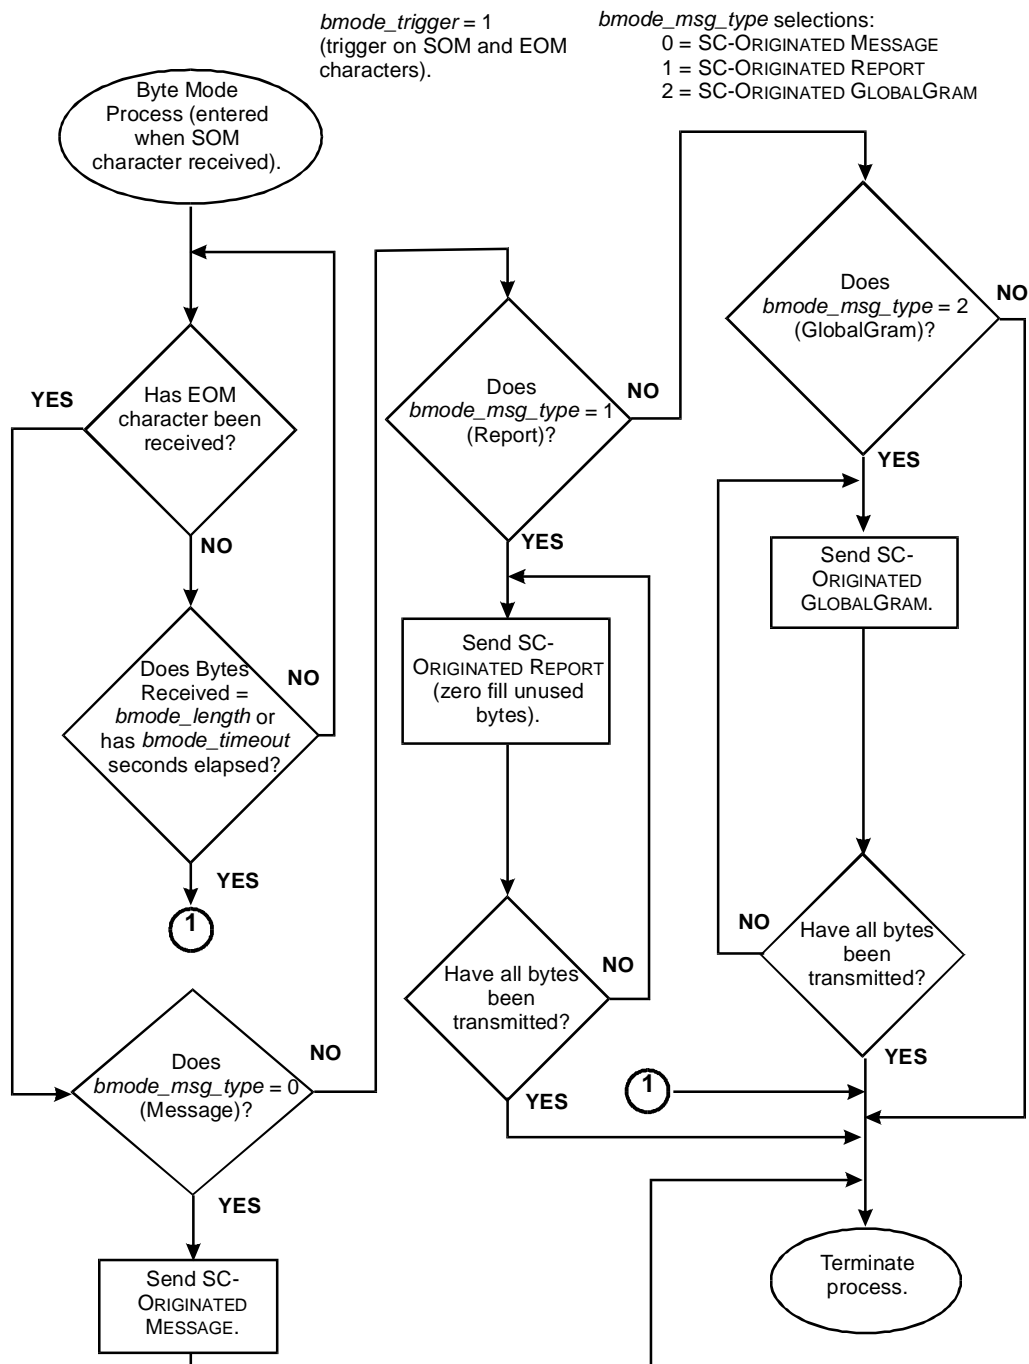 bmode_trigger = 1
(trigger on SOM and EOM
characters).
bmode_msg_type selections:
0 = SC-ORIGINATED MESSAGE
1 = SC-ORIGINATED REPORT
2 = SC-ORIGINATED GLOBALGRAM
Byte Mode
Process (entered
when SOM
character received).
Has EOM
character been
received?
YES
NO
Does Bytes
Received =
bmode_length or
has bmode_timeout
seconds elapsed?
NO
YES
1
Does
bmode_msg_type = 0
(Message)?
NO
YES
Send SC-
ORIGINATED
MESSAGE.
Does
bmode_msg_type = 1
(Report)?
NO
YES
Send SC-
ORIGINATED REPORT
(zero fill unused
bytes).
Have all bytes
been
transmitted?
NO
YES
Does
bmode_msg_type = 2
(GlobalGram)?
NO
YES
Send SC-
ORIGINATED
GLOBALGRAM.
Have all bytes
been
transmitted?
NO
YES
1
Terminate
process.